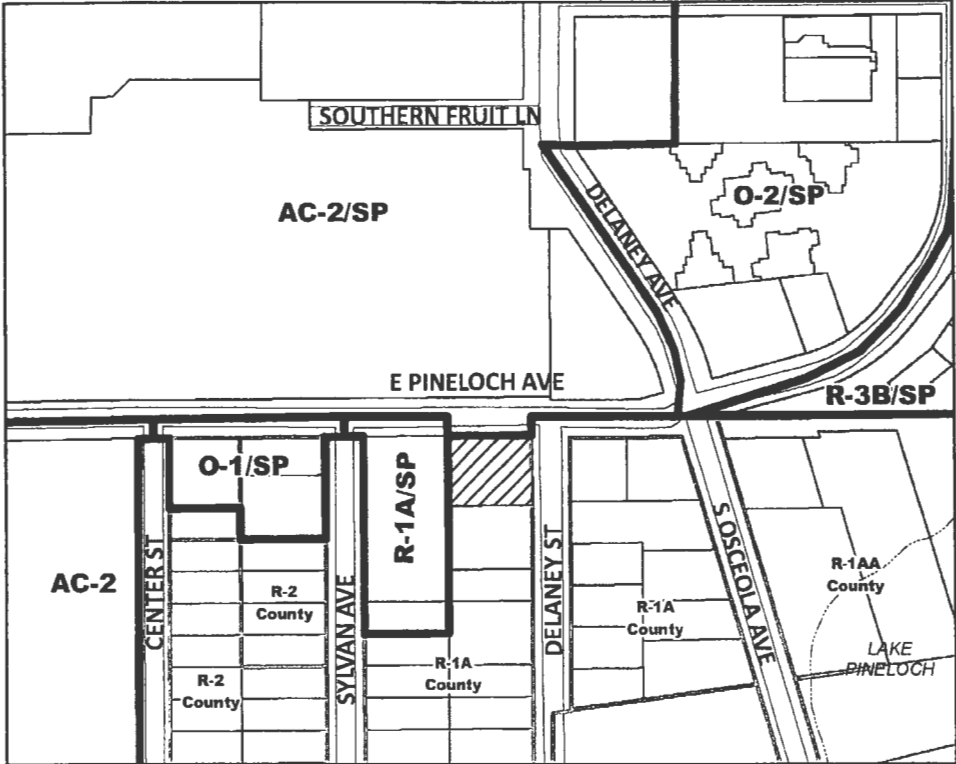 SOUTHERN FRUIT LN
AC-2/SP
O-2/SP
DELANEY AVE
E PINELOCH AVE
R-3B/SP
O-1/SP
R-1A/SP
AC-2
CENTER ST
R-2
County
SYLVAN AVE
DELANEY ST
R-1A
County
S OSCEOLA AVE
R-1AA
County
R-2
County
R-1A
County
LAKE
PINELOCH